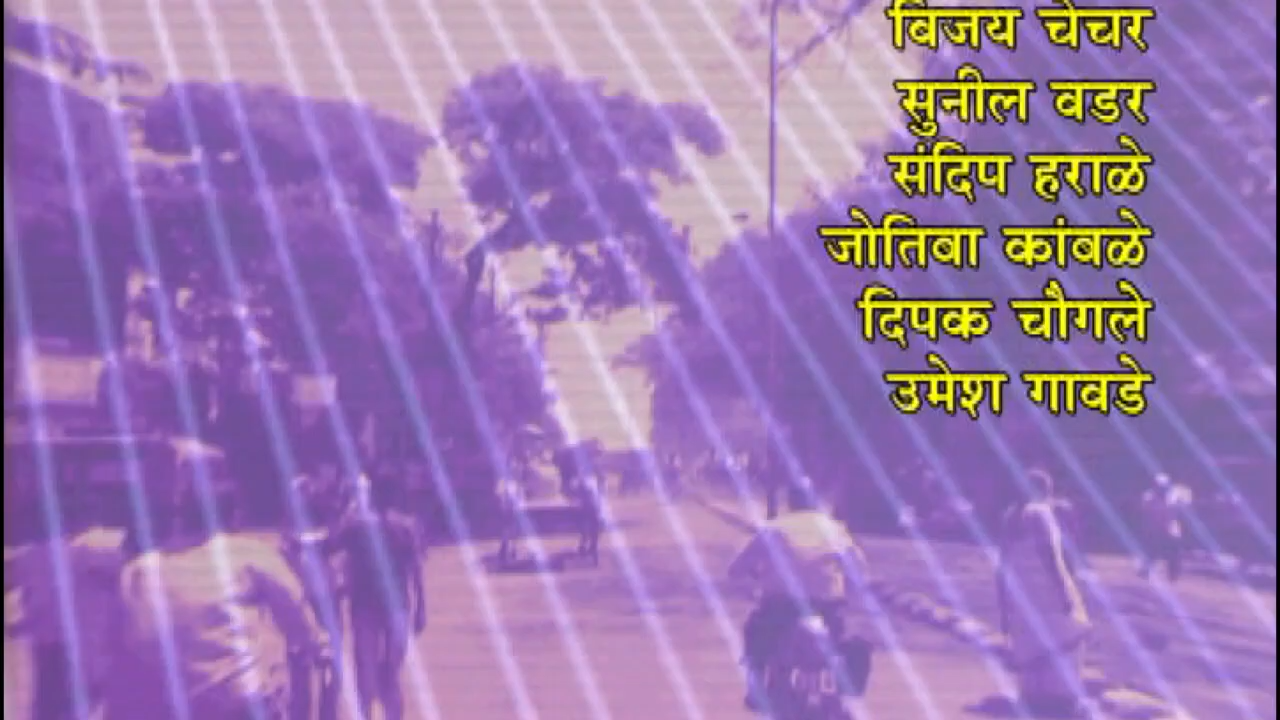 विजय चेचर
सुनील वडर
संदिप हराळे
जोतिबा कांबळे
दिपक चौगले
उमेश गावडे